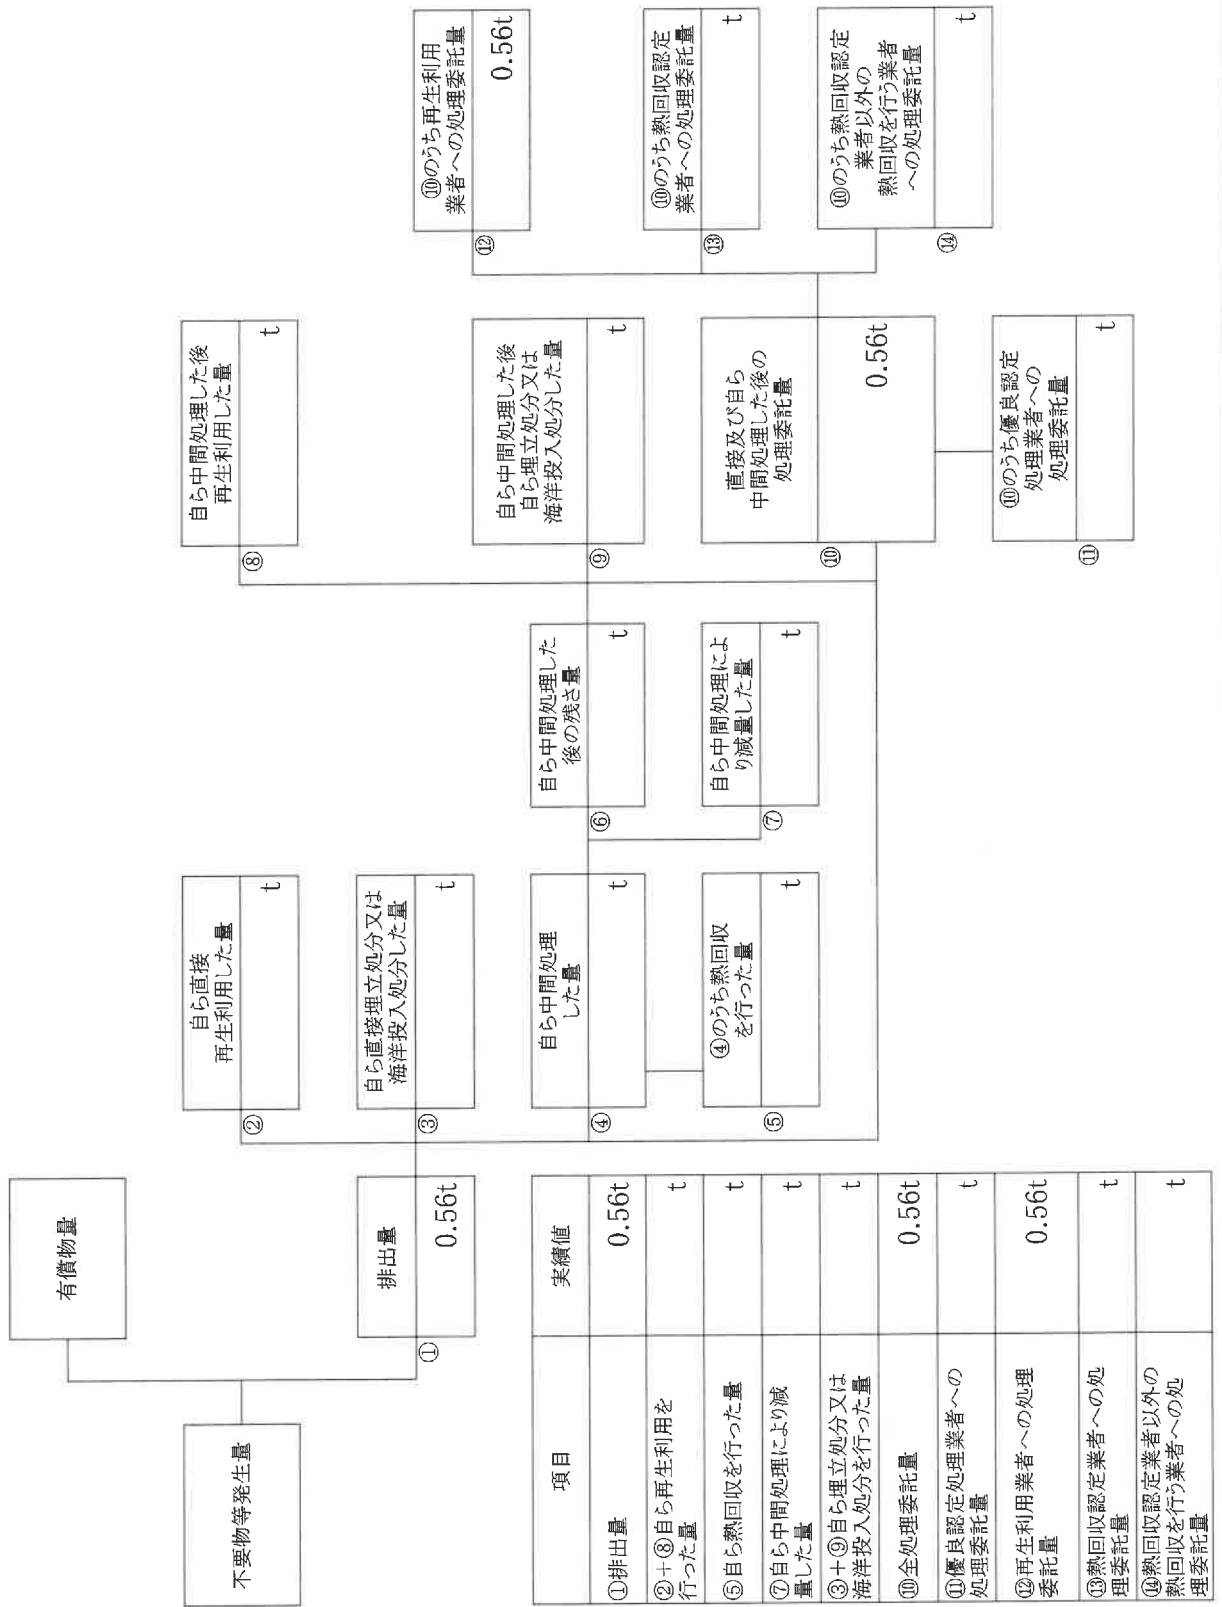 不要物等発生量
有償物量
排出量
①
0.56t
自ら直接
再生利用した量
②
t
自ら直接埋立処分又は
海洋投入処分した量
③
t
自ら中間処理
した量
④
t
④のうち熱回収
を行った量
⑤
t
自ら中間処理した
後の残さ量
⑥
t
自ら中間処理によ
り減量した量
⑦
t
自ら中間処理した後
再生利用した量
⑧
t
自ら中間処理した後
自ら埋立処分又は
海洋投入処分した量
⑨
t
直接及び自ら
中間処理した後の
処理委託量
⑩
0.56t
⑩のうち優良認定
処理業者への
処理委託量
⑪
t
⑩のうち再生利用
業者への処理委託量
⑫
0.56t
⑩のうち熱回収認定
業者への処理委託量
⑬
t
⑩のうち熱回収認定
業者以外の
熱回収を行う業者
への処理委託量
⑭
t
項目 実績値
①排出量 0.56t
②+⑧自ら再生利用を
行った量 t
⑤自ら熱回収を行った量 t
⑦自ら中間処理により減
量した量 t
③+⑨自ら埋立処分又は
海洋投入処分を行った量 t
⑩全処理委託量 0.56t
⑪優良認定処理業者への
処理委託量 t
⑫再生利用業者への処理
委託量 0.56t
⑬熱回収認定業者への処
理委託量 t
⑭熱回収認定業者以外の
熱回収を行う業者への処
理委託量 t